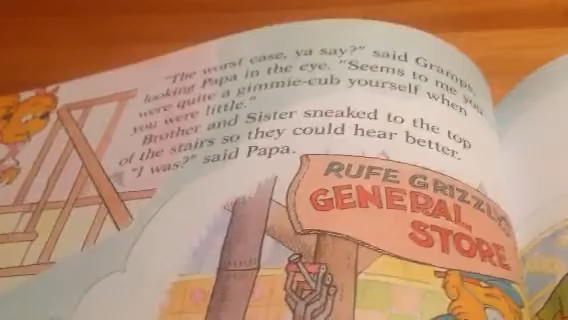 "The worst case, ya say?" said Gramps,
looking Papa in the eye. "Seems to me you
were quite a gimmie-cub yourself when
you were little."
Brother and Sister sneaked to the top
of the stairs so they could hear better.
"I was?" said Papa.
RUFE
GENERAL
STORE